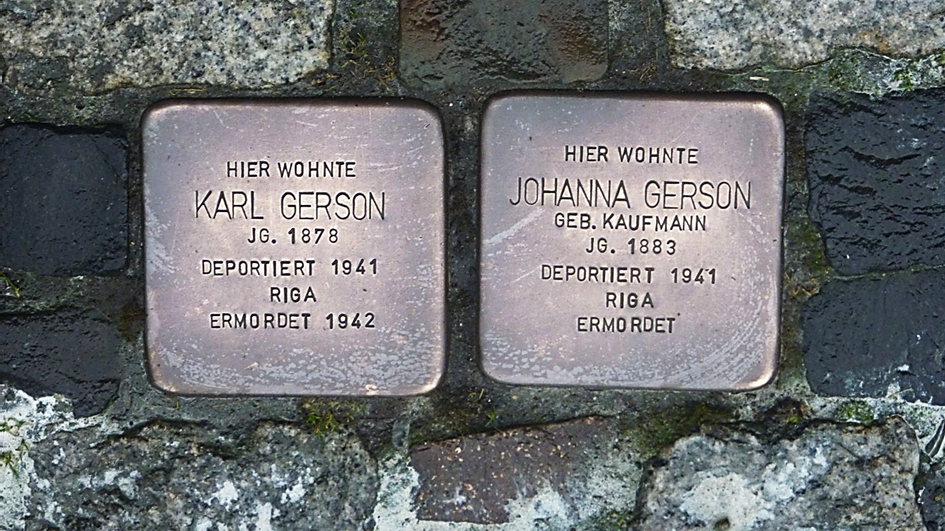 HIER WOHNTE
KARL GERSON
JG. 1878
DEPORTIERT 1941
RIGA
ERMORDET 1942
HIER WOHNTE
JOHANNA GERSON
GEB. KAUFMANN
JG. 1883
DEPORTIERT 1941
RIGA
ERMORDET